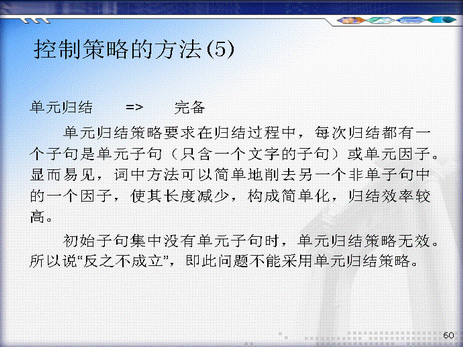 控制策略的方法(5)
单元归结 => 完备
单元归结策略要求在归结过程中，每次归结都有一
个子句是单元子句（只含一个文字的子句）或单元因子。
显而易见，词中方法可以简单地削去另一个非单子句中
的一个因子，使其长度减少，构成简单化，归结效率较
高。
初始子句集中没有单元子句时，单元归结策略无效。
所以说“反之不成立”，即此问题不能采用单元归结策略。
60